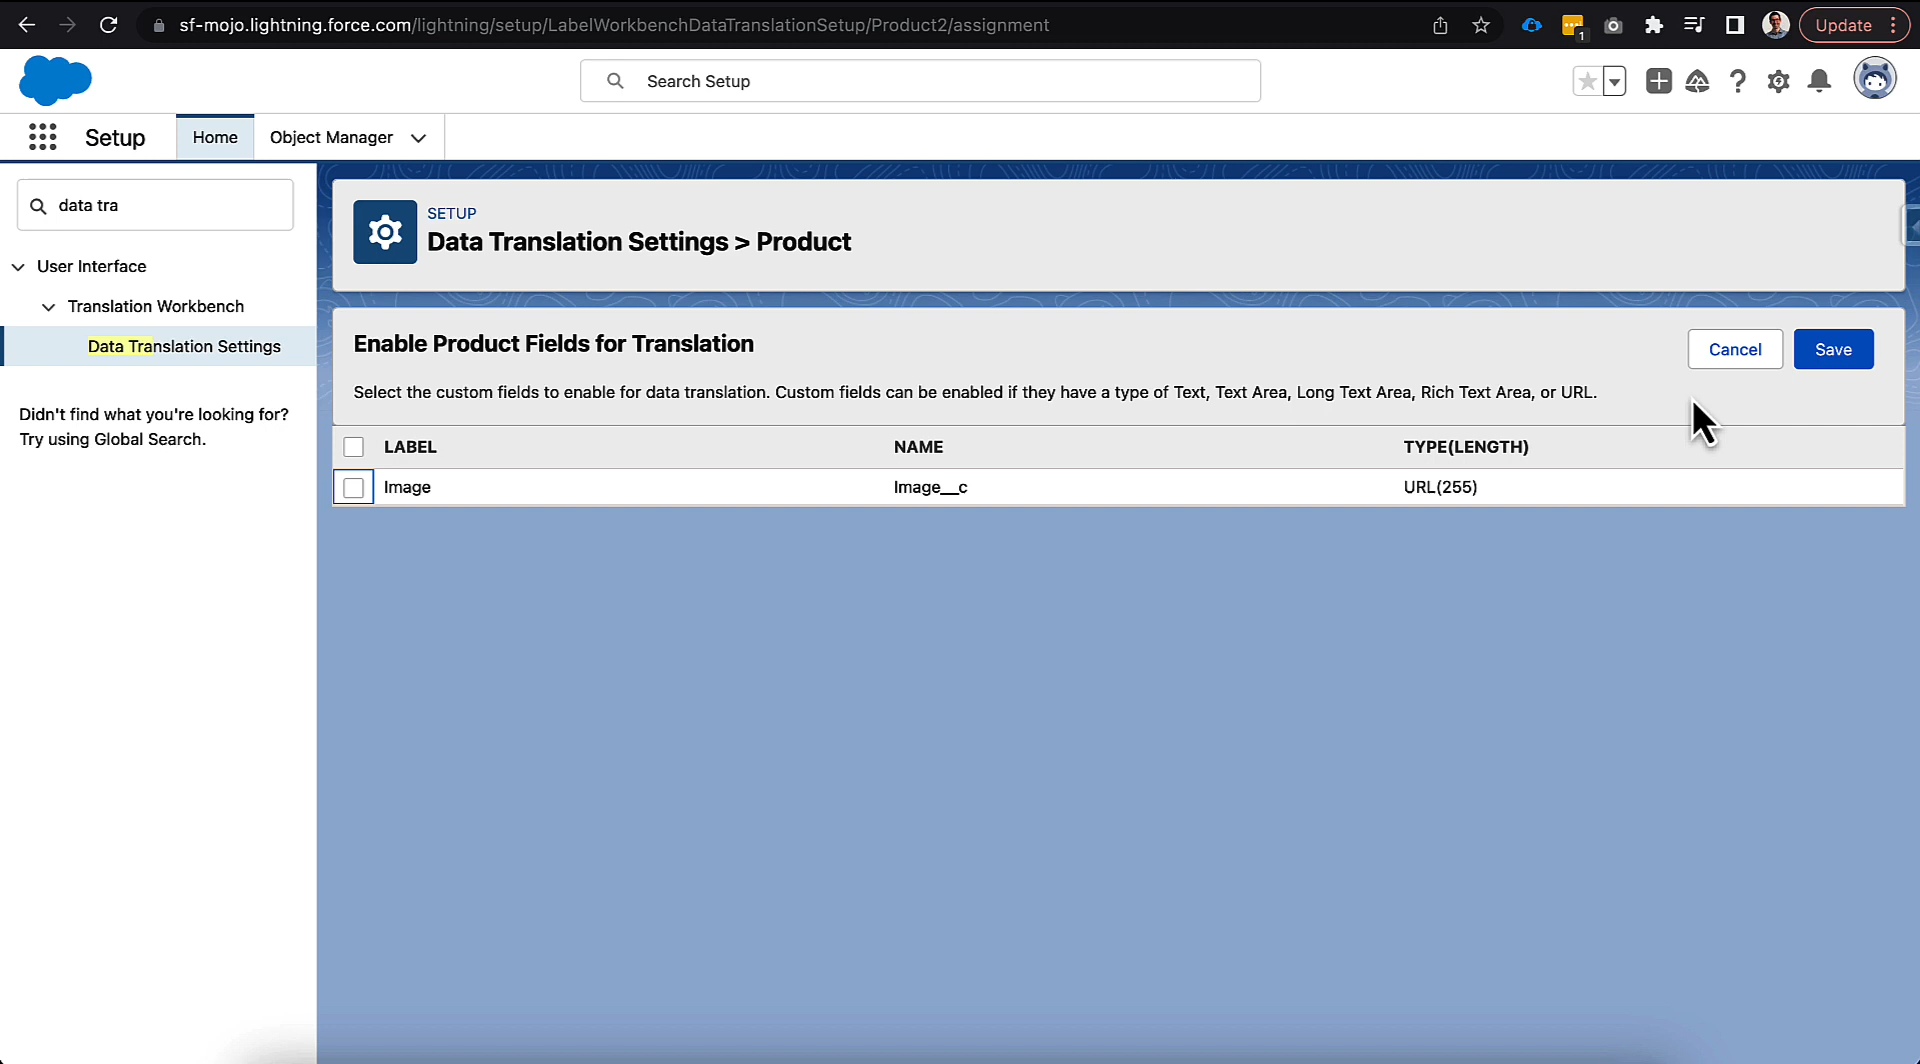 sf-mojo.lightning.force.com/lightning/setup/LabelWorkbenchDataTranslationSetup/Product2/assignment
1
Update
Search Setup
Setup
Home
Object Manager
data tra
User Interface
Translation Workbench
Data Translation Settings
Didn't find what you're looking for?
Try using Global Search.
SETUP
Data Translation Settings > Product
Enable Product Fields for Translation
Cancel
Save
Select the custom fields to enable for data translation. Custom fields can be enabled if they have a type of Text, Text Area, Long Text Area, Rich Text Area, or URL.
LABEL NAME TYPE(LENGTH)
Image Image__c URL(255)